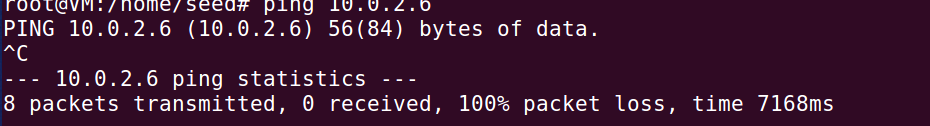 root@VM:/home/seed# ping 10.0.2.6
PING 10.0.2.6 (10.0.2.6) 56(84) bytes of data.
^C
--- 10.0.2.6 ping statistics ---
8 packets transmitted, 0 received, 100% packet loss, time 7168ms